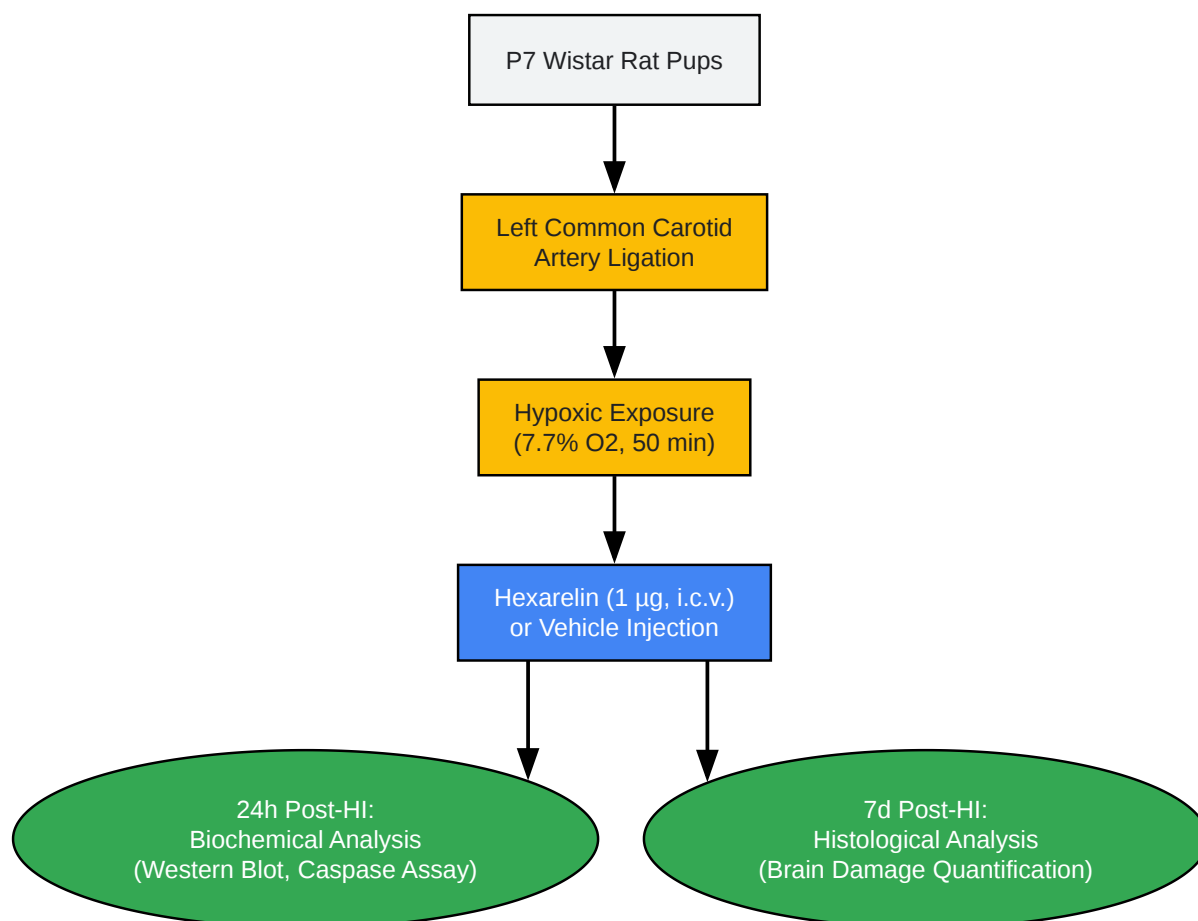 P7 Wistar Rat Pups
Left Common Carotid
Artery Ligation
Hypoxic Exposure
(7.7% O2, 50 min)
Hexarelin (1 µg, i.c.v.)
or Vehicle Injection
24h Post-HI:
Biochemical Analysis
(Western Blot, Caspase Assay)
7d Post-HI:
Histological Analysis
(Brain Damage Quantification)